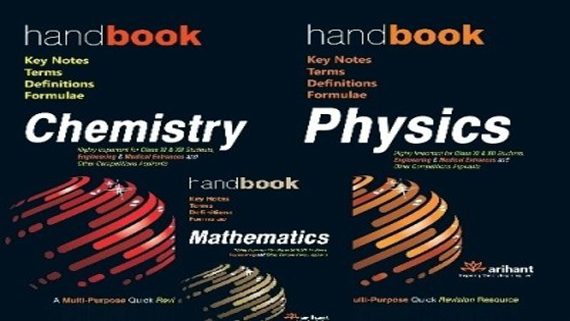 handbook
Key Notes
Terms
Definitions
Formulae
Chemistry
Highly Important for Class XI & XII Students,
Engineering & Medical Entrances and
Other Competitions Aspirants
A Multi-Purpose Quick Revi
handbook
Key Notes
Terms
Definitions
Formulae
Physics
Highly Important for Class XI & XII Students,
Engineering & Medical Entrances and
Other Competitions Aspirants
arihant
ulti-Purpose Quick Revision Resource
handbook
Key Notes
Terms
Definitions
Formulae
Mathematics
arihant